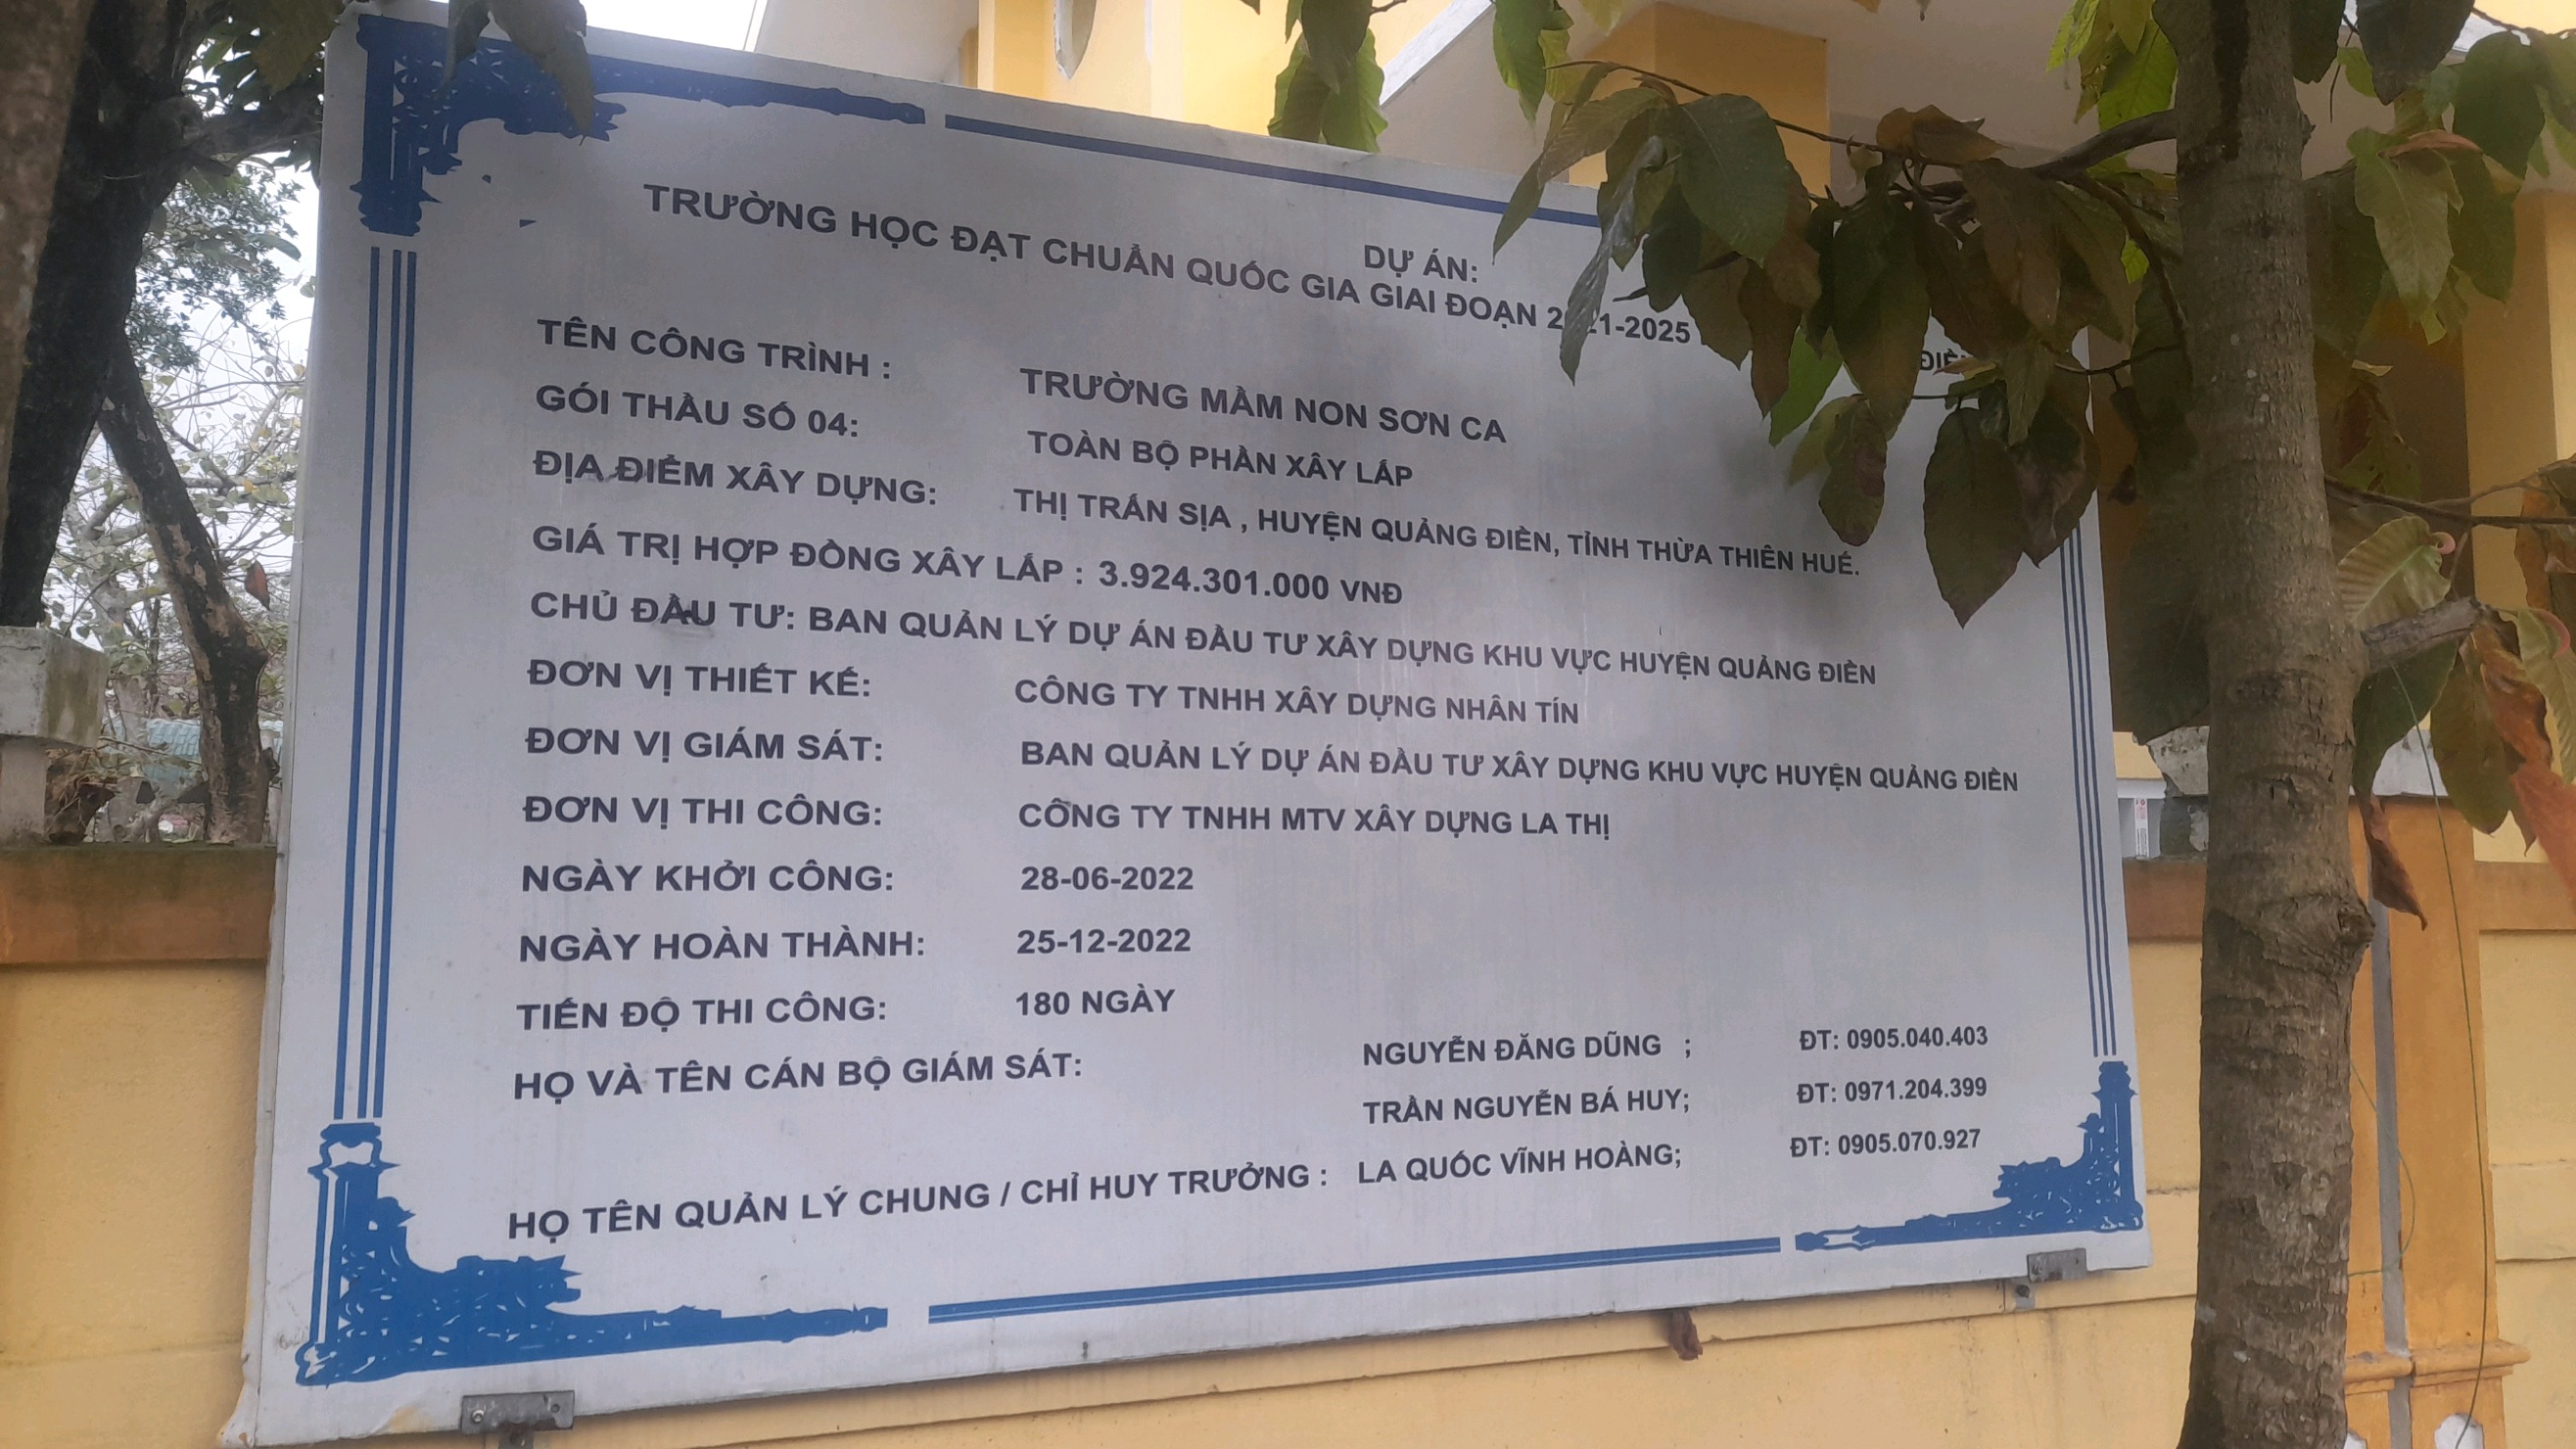 DỰ ÁN:
TRƯỜNG HỌC ĐẠT CHUẨN QUỐC GIA GIAI ĐOẠN 2021-2025
TÊN CÔNG TRÌNH : TRƯỜNG MẦM NON SƠN CA
GÓI THẦU SỐ 04: TOÀN BỘ PHẦN XÂY LẮP
ĐỊA ĐIỂM XÂY DỰNG: THỊ TRẤN SỊA , HUYỆN QUẢNG ĐIỀN, TỈNH THỪA THIÊN HUẾ.
GIÁ TRỊ HỢP ĐỒNG XÂY LẮP : 3.924.301.000 VNĐ
CHỦ ĐẦU TƯ: BAN QUẢN LÝ DỰ ÁN ĐẦU TƯ XÂY DỰNG KHU VỰC HUYỆN QUẢNG ĐIỀN
ĐƠN VỊ THIẾT KẾ: CÔNG TY TNHH XÂY DỰNG NHÂN TÍN
ĐƠN VỊ GIÁM SÁT: BAN QUẢN LÝ DỰ ÁN ĐẦU TƯ XÂY DỰNG KHU VỰC HUYỆN QUẢNG ĐIỀN
ĐƠN VỊ THI CÔNG: CÔNG TY TNHH MTV XÂY DỰNG LA THỊ
NGÀY KHỞI CÔNG: 28-06-2022
NGÀY HOÀN THÀNH: 25-12-2022
TIẾN ĐỘ THI CÔNG: 180 NGÀY
HỌ VÀ TÊN CÁN BỘ GIÁM SÁT: NGUYỄN ĐĂNG DŨNG ; ĐT: 0905.040.403
TRẦN NGUYỄN BÁ HUY; ĐT: 0971.204.399
HỌ TÊN QUẢN LÝ CHUNG / CHỈ HUY TRƯỞNG : LA QUỐC VĨNH HOÀNG; ĐT: 0905.070.927